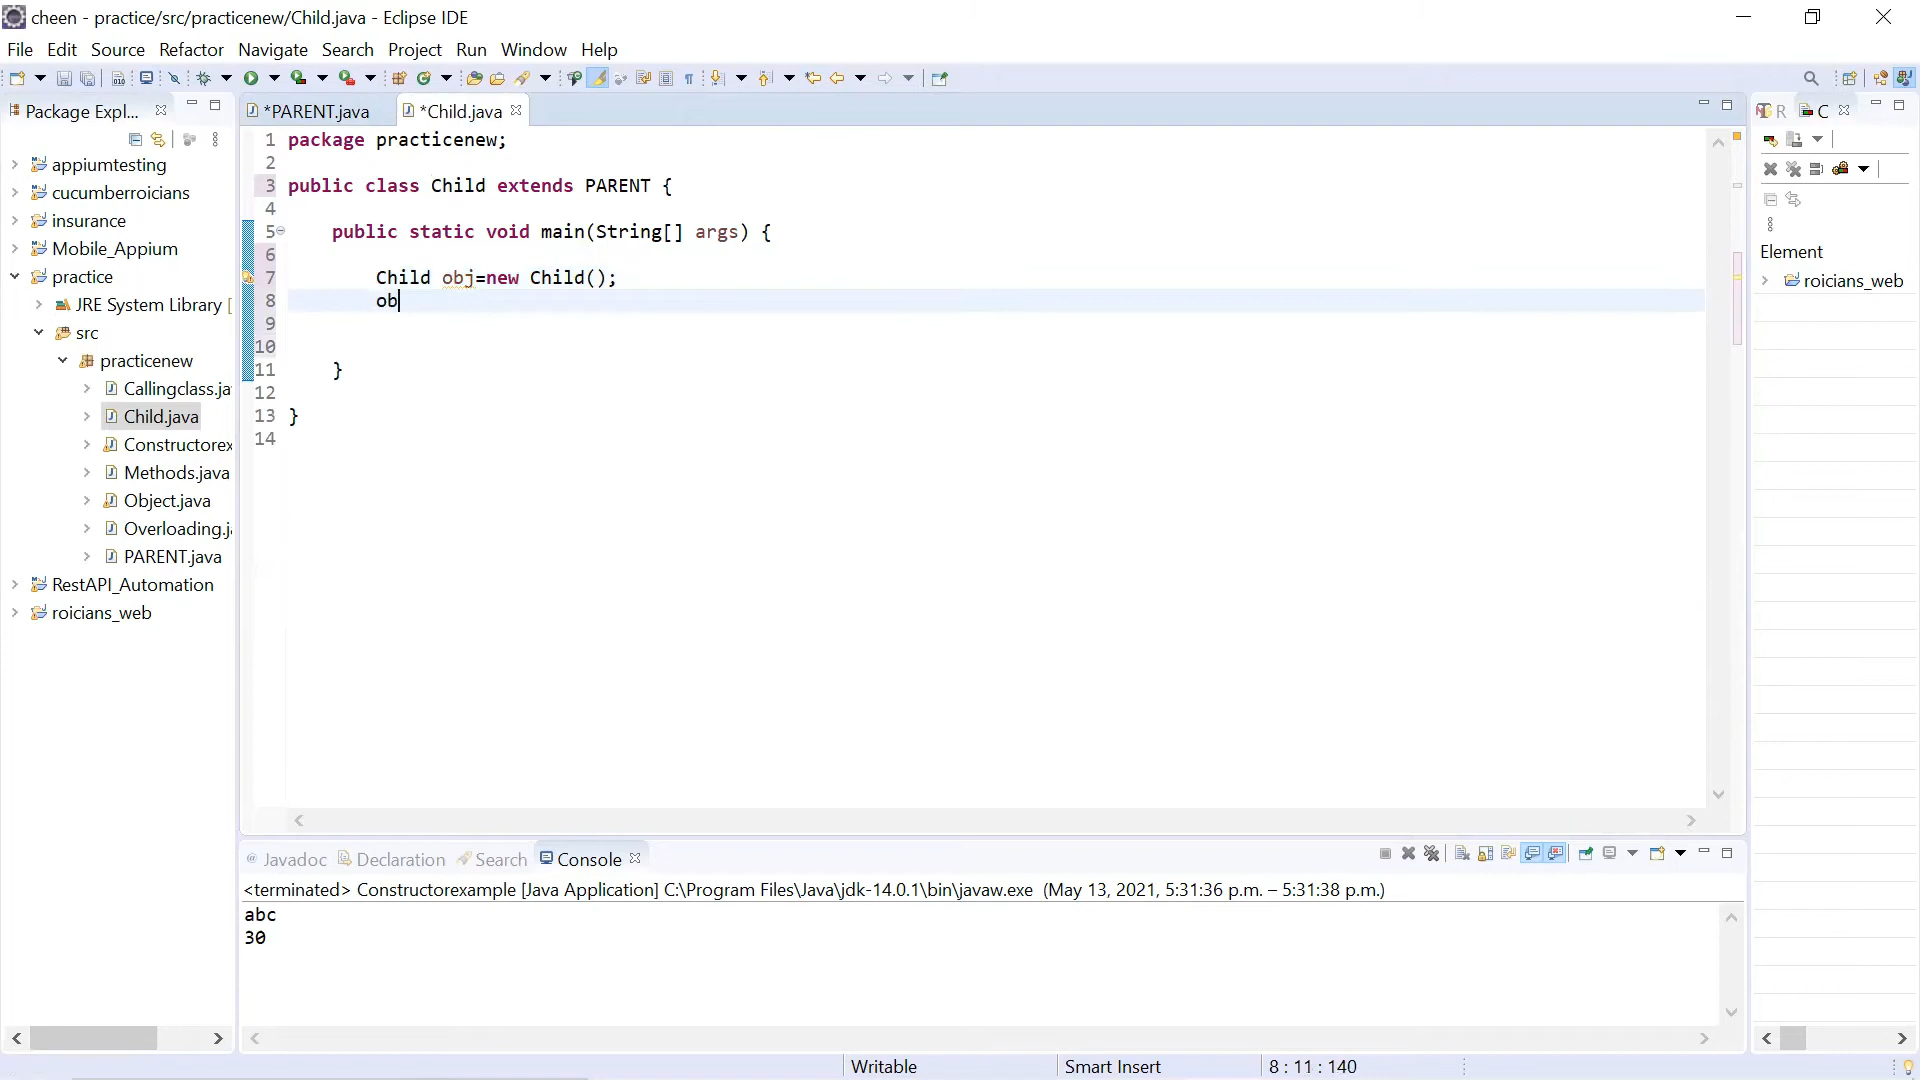 cheen - practice/src/practicenew/Child.java - Eclipse IDE
File Edit Source Refactor Navigate Search Project Run Window Help
Package Expl...
appiumtesting
cucumberroicians
insurance
Mobile_Appium
practice
JRE System Library [
src
practicenew
Callingclass.ja
Child.java
Constructorex
Methods.java
Object.java
Overloading.j
PARENT.java
RestAPI_Automation
roicians_web
*PARENT.java *Child.java
1 package practicenew;
2
3 public class Child extends PARENT {
4
5 public static void main(String[] args) {
6
7 Child obj=new Child();
8 ob
9
10
11 }
12
13 }
14
R C
Element
roicians_web
@ Javadoc Declaration Search Console
<terminated> Constructorexample [Java Application] C:\Program Files\Java\jdk-14.0.1\bin\javaw.exe (May 13, 2021, 5:31:36 p.m. – 5:31:38 p.m.)
abc
30
Writable Smart Insert 8 : 11 : 140